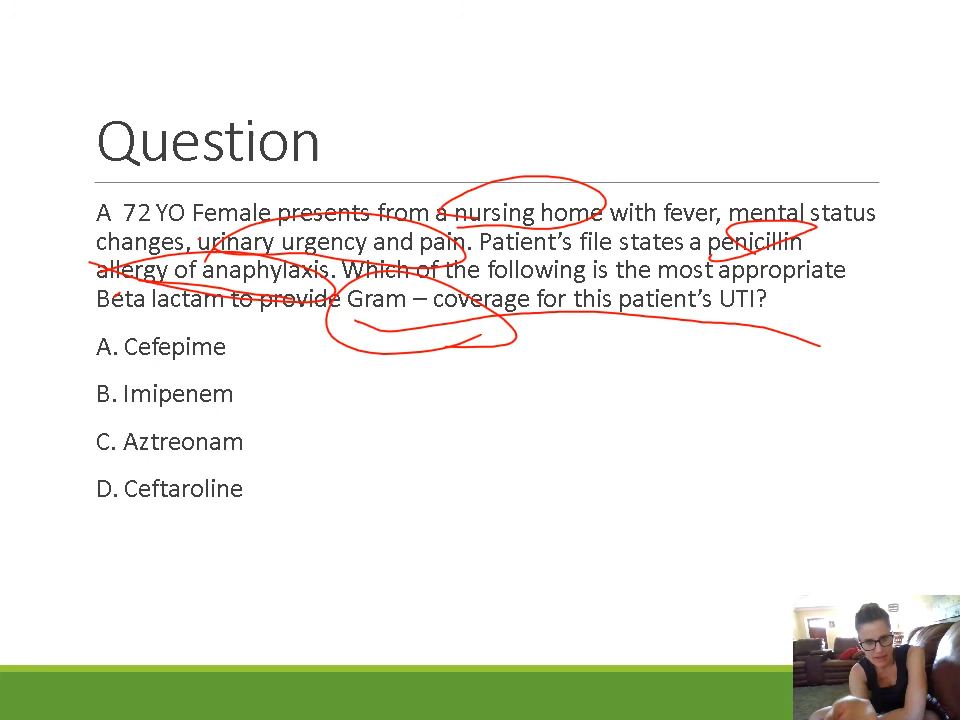 Question
A 72 YO Female presents from a nursing home with fever, mental status
changes, urinary urgency and pain. Patient's file states a penicillin
allergy of anaphylaxis. Which of the following is the most appropriate
Beta lactam to provide Gram – coverage for this patient's UTI?
A. Cefepime
B. Imipenem
C. Aztreonam
D. Ceftaroline